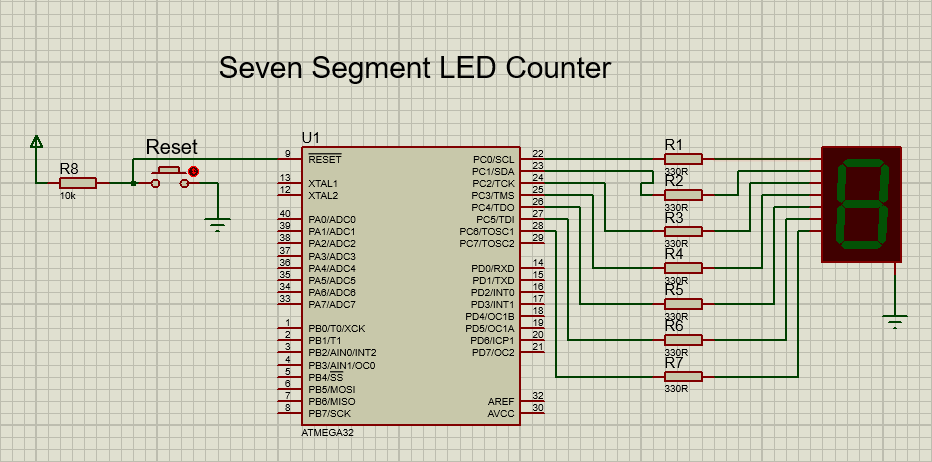 Seven Segment LED Counter
U1
Reset
R8
10k
9 RESET
13 XTAL1
12 XTAL2
40 PA0/ADC0
39 PA1/ADC1
38 PA2/ADC2
37 PA3/ADC3
36 PA4/ADC4
35 PA5/ADC5
34 PA6/ADC6
33 PA7/ADC7
1 PB0/T0/XCK
2 PB1/T1
3 PB2/AIN0/INT2
4 PB3/AIN1/OC0
5 PB4/SS
6 PB5/MOSI
7 PB6/MISO
8 PB7/SCK
PC0/SCL 22
PC1/SDA 23
PC2/TCK 24
PC3/TMS 25
PC4/TDO 26
PC5/TDI 27
PC6/TOSC1 28
PC7/TOSC2 29
PD0/RXD 14
PD1/TXD 15
PD2/INT0 16
PD3/INT1 17
PD4/OC1B 18
PD5/OC1A 19
PD6/ICP1 20
PD7/OC2 21
AREF 32
AVCC 30
ATMEGA32
R1
330R
R2
330R
R3
330R
R4
330R
R5
330R
R6
330R
R7
330R
8